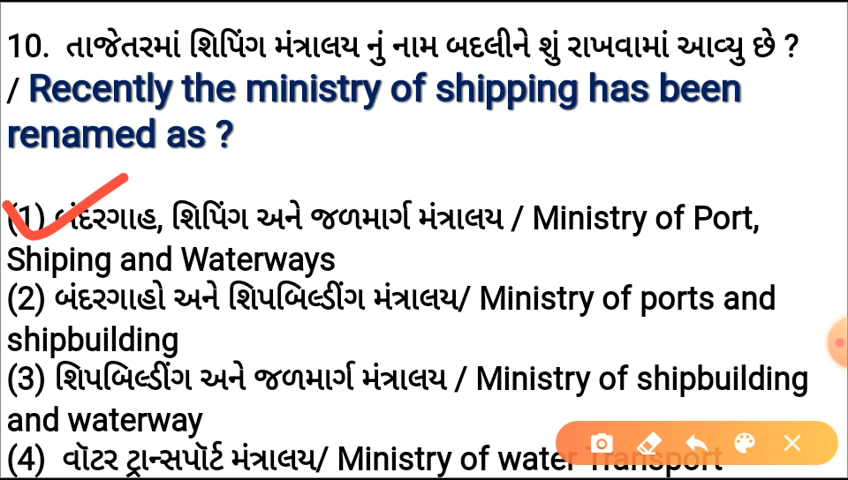 10. તાજેતરમાં શિપિંગ મંત્રાલય નું નામ બદલીને શું રાખવામાં આવ્યુ છે ?
/ Recently the ministry of shipping has been
renamed as ?
(1) બંદરગાહ, શિપિંગ અને જળમાર્ગ મંત્રાલય / Ministry of Port,
Shiping and Waterways
(2) બંદરગાહો અને શિપબિલ્ડીંગ મંત્રાલય/ Ministry of ports and
shipbuilding
(3) શિપબિલ્ડીંગ અને જળમાર્ગ મંત્રાલય / Ministry of shipbuilding
and waterway
(4) વૉટર ટ્રાન્સપૉર્ટ મંત્રાલય/ Ministry of water Transport